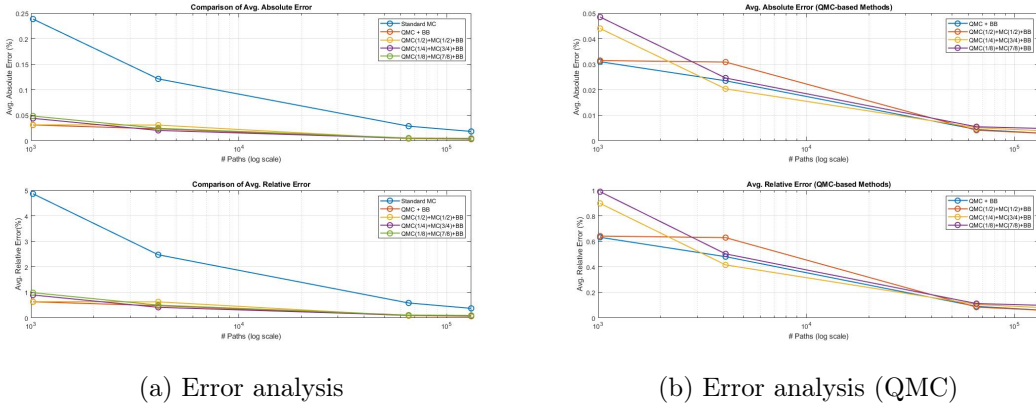 Comparison of Avg. Absolute Error
Avg. Absolute Error (%)
0.25
0.2
0.15
0.1
0.05
0
Standard MC
QMC + BB
QMC(1/2)+MC(1/2)+BB
QMC(1/4)+MC(3/4)+BB
QMC(1/8)+MC(7/8)+BB
10³
10⁴
10⁵
# Paths (log scale)
Comparison of Avg. Relative Error
Avg. Relative Error(%)
5
4
3
2
1
0
Standard MC
QMC + BB
QMC(1/2)+MC(1/2)+BB
QMC(1/4)+MC(3/4)+BB
QMC(1/8)+MC(7/8)+BB
10³
10⁴
10⁵
# Paths (log scale)
(a) Error analysis
Avg. Absolute Error (QMC-based Methods)
Avg. Absolute Error (%)
0.05
0.04
0.03
0.02
0.01
0
QMC + BB
QMC(1/2)+MC(1/2)+BB
QMC(1/4)+MC(3/4)+BB
QMC(1/8)+MC(7/8)+BB
10³
10⁴
10⁵
# Paths (log scale)
Avg. Relative Error (QMC-based Methods)
Avg. Relative Error (%)
1
0.8
0.6
0.4
0.2
0
QMC + BB
QMC(1/2)+MC(1/2)+BB
QMC(1/4)+MC(3/4)+BB
QMC(1/8)+MC(7/8)+BB
10³
10⁴
10⁵
# Paths (log scale)
(b) Error analysis (QMC)